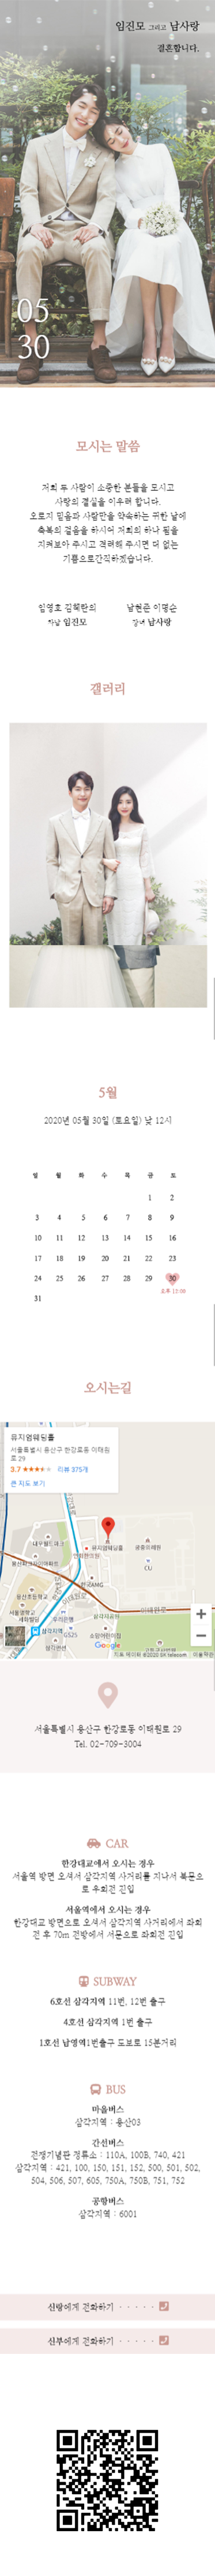 임진모 그리고 남사랑
결혼합니다.
05
30
모시는 말씀
저희 두 사람이 소중한 분들을 모시고
사랑의 결실을 이루려 합니다.
오로지 믿음과 사랑만을 약속하는 귀한 날에
축복의 걸음을 하시어 저희의 하나 됨을
지켜보아 주시고 격려해 주시면 더 없는
기쁨으로간직하겠습니다.
임영호 김혜란의
차남 임진모
남현준 이명순
장녀 남사랑
갤러리
5월
2020년 05월 30일 (토요일) 낮 12시
일 월 화 수 목 금 토
1 2
3 4 5 6 7 8 9
10 11 12 13 14 15 16
17 18 19 20 21 22 23
24 25 26 27 28 29 30
오후 12:00
31
오시는길
뮤지엄웨딩홀
서울특별시 용산구 한강로동 이태원
로 29
3.7 ★★★★★ 리뷰 375개
큰 지도 보기
뮤지엄웨딩홀
CU
삼각지역
GS25
Google
서울특별시 용산구 한강로동 이태원로 29
Tel. 02-709-3004
CAR
한강대교에서 오시는 경우
서울역 방면 오셔서 삼각지역 사거리를 지나서 북문으
로 우회전 진입
서울역에서 오시는 경우
한강대교 방면으로 오셔서 삼각지역 사거리에서 좌회
전 후 70m 전방에서 서문으로 좌회전 진입
SUBWAY
6호선 삼각지역 11번, 12번 출구
4호선 삼각지역 1번 출구
1호선 남영역1번출구 도보로 15분거리
BUS
마을버스
삼각지역 : 용산03
간선버스
전쟁기념관 정류소 : 110A, 100B, 740, 421
삼각지역 : 421, 100, 150, 151, 152, 500, 501, 502,
504, 506, 507, 605, 750A, 750B, 751, 752
공항버스
삼각지역 : 6001
신랑에게 전화하기 · · · · ·
신부에게 전화하기 · · · · ·